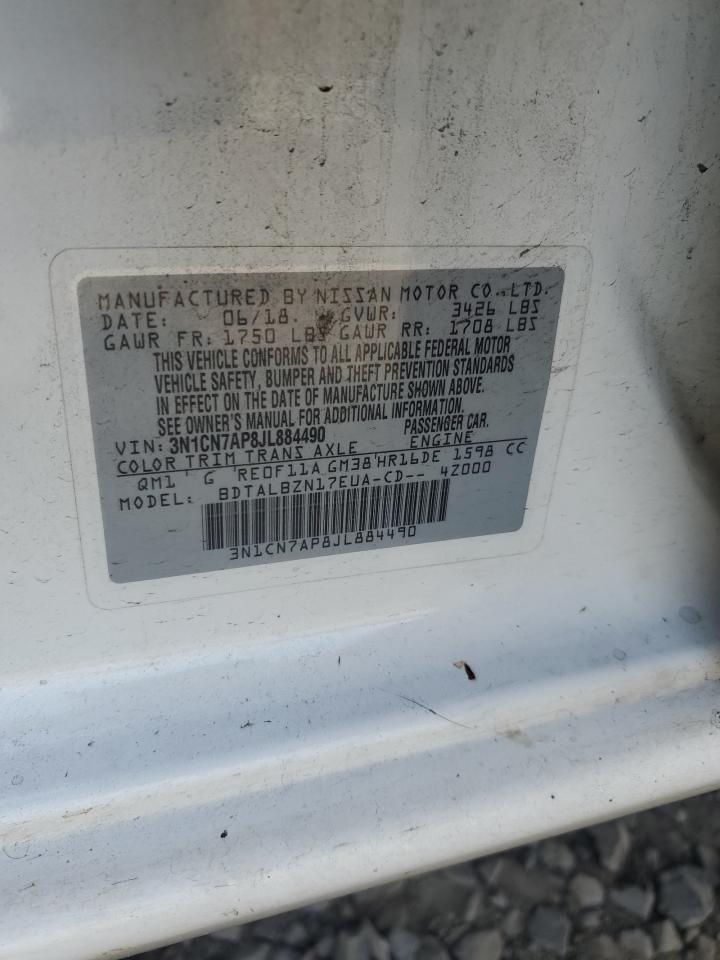 MANUFACTURED BY NISSAN MOTOR CO., LTD.
DATE: 06/18. GVWR: 3426 LBS
GAWR FR: 1750 LBS GAWR RR: 1708 LBS
THIS VEHICLE CONFORMS TO ALL APPLICABLE FEDERAL MOTOR
VEHICLE SAFETY, BUMPER AND THEFT PREVENTION STANDARDS
IN EFFECT ON THE DATE OF MANUFACTURE SHOWN ABOVE.
SEE OWNER'S MANUAL FOR ADDITIONAL INFORMATION.
VIN: 3N1CN7AP8JL884490 PASSENGER CAR.
COLOR TRIM TRANS AXLE ENGINE
QM1 G RE0F11A GM38 HR16DE 1598 CC
MODEL: BDTALBZN17EUA-CD-- 4Z000
3N1CN7AP8JL884490